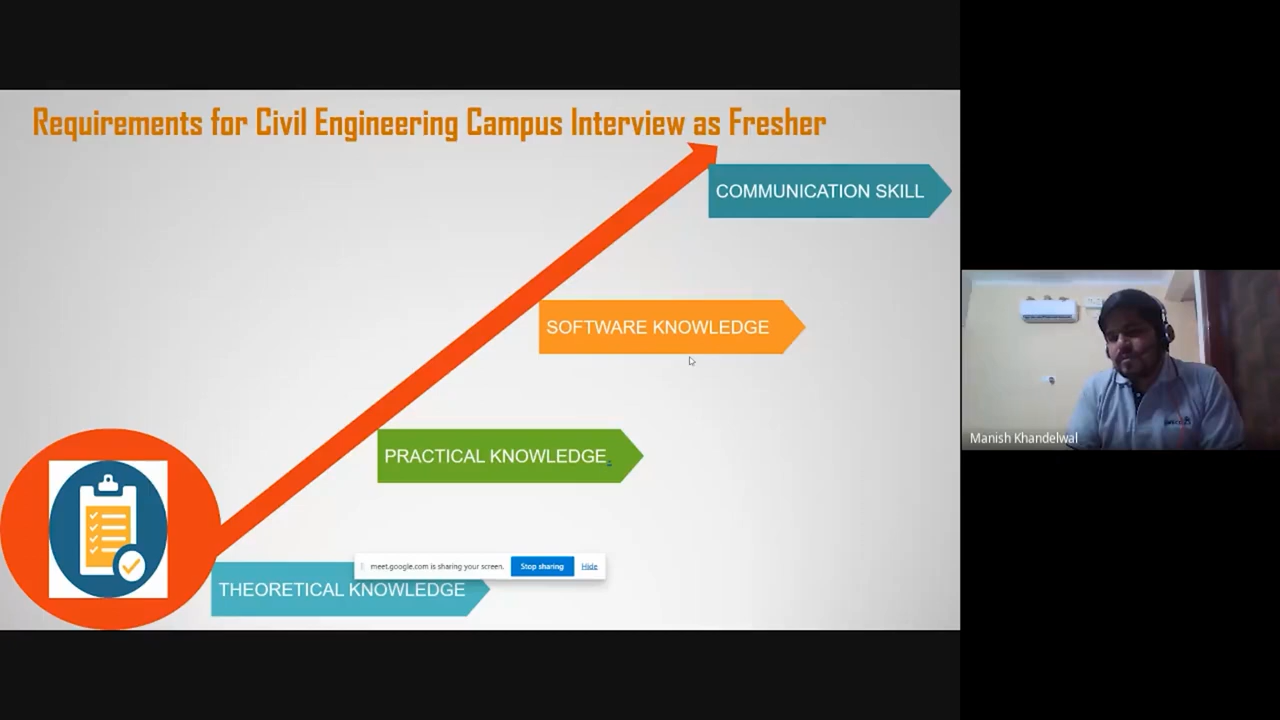 Requirements for Civil Engineering Campus Interview as Fresher
COMMUNICATION SKILL
SOFTWARE KNOWLEDGE
Manish Khandelwal
PRACTICAL KNOWLEDGE
meet.google.com is sharing your screen. Stop sharing Hide
THEORETICAL KNOWLEDGE